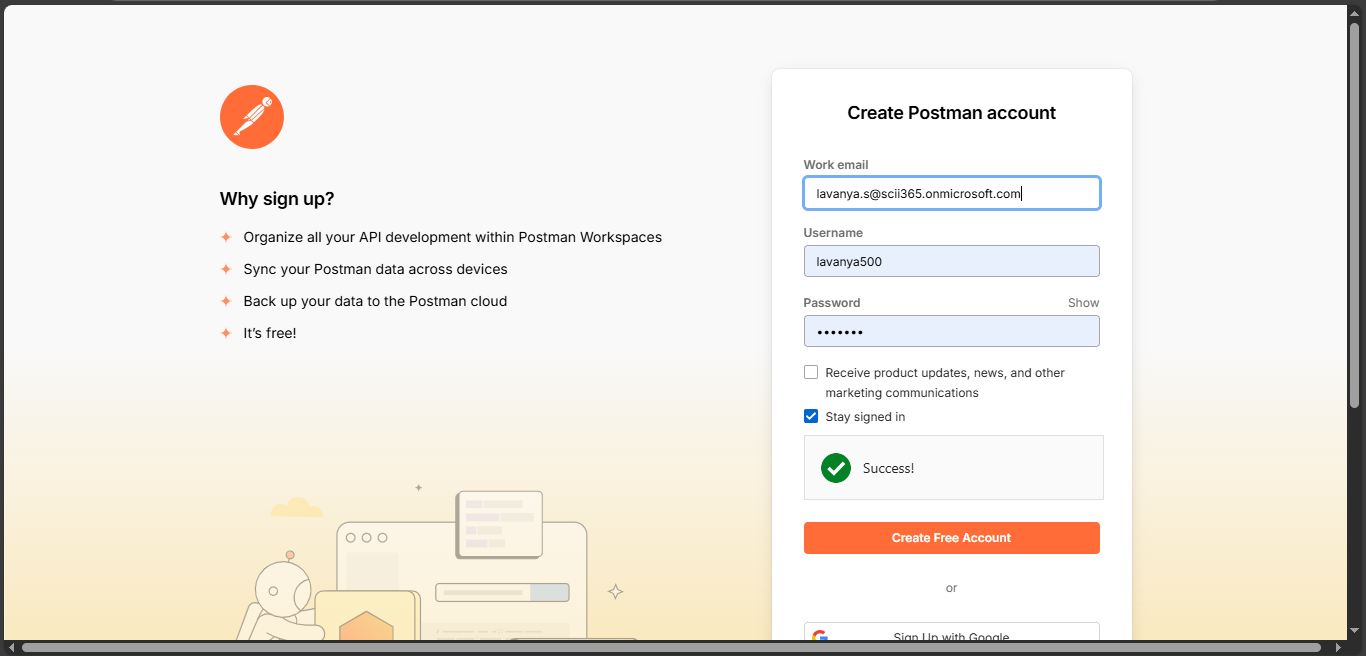 Why sign up?
Organize all your API development within Postman Workspaces
Sync your Postman data across devices
Back up your data to the Postman cloud
It's free!
Create Postman account
Work email
lavanya.s@scii365.onmicrosoft.com
Username
lavanya500
Password Show
•••••••
Receive product updates, news, and other
marketing communications
Stay signed in
Success!
Create Free Account
or
Sign Up with Google